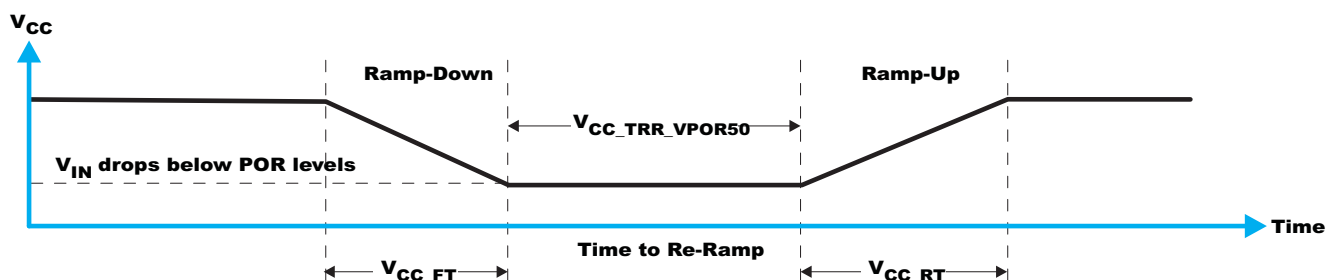 VCC
Ramp-Down
Ramp-Up
VCC_TRR_VPOR50
VIN drops below POR levels
Time
Time to Re-Ramp
VCC_FT
VCC_RT